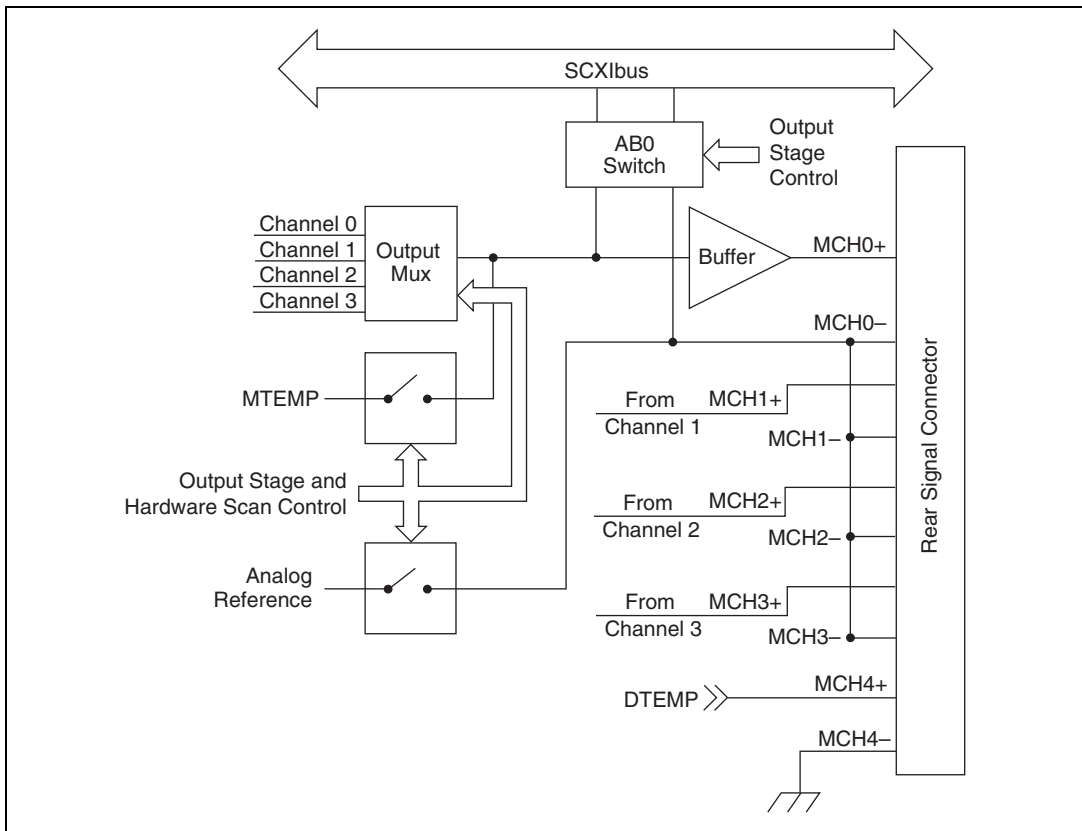 SCXIbus
AB0
Switch
Output
Stage
Control
Channel 0
Channel 1
Channel 2
Channel 3
Output
Mux
Buffer
MCH0+
MCH0–
MTEMP
From
Channel 1
MCH1+
MCH1–
Output Stage and
Hardware Scan Control
From
Channel 2
MCH2+
MCH2–
Analog
Reference
From
Channel 3
MCH3+
MCH3–
DTEMP
MCH4+
MCH4–
Rear Signal Connector